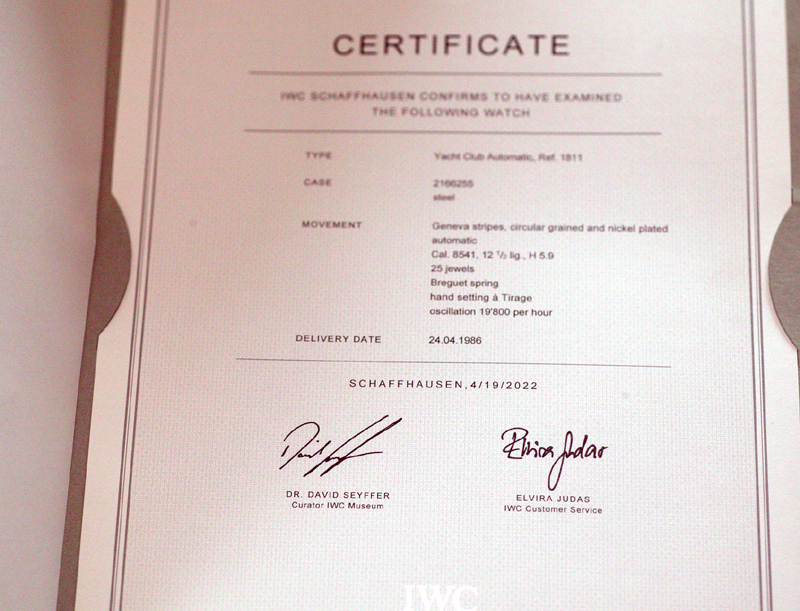 CERTIFICATE
IWC SCHAFFHAUSEN CONFIRMS TO HAVE EXAMINED
THE FOLLOWING WATCH
TYPE Yacht Club Automatic, Ref. 1811
CASE 2166255
steel
MOVEMENT Geneva stripes, circular grained and nickel plated
automatic
Cal. 8541, 12 ½ lig., H 5.9
25 jewels
Breguet spring
hand setting à Tirage
oscillation 19'800 per hour
DELIVERY DATE 24.04.1986
SCHAFFHAUSEN, 4/19/2022
Elvira Judas
DR. DAVID SEYFFER ELVIRA JUDAS
Curator IWC Museum IWC Customer Service
IWC